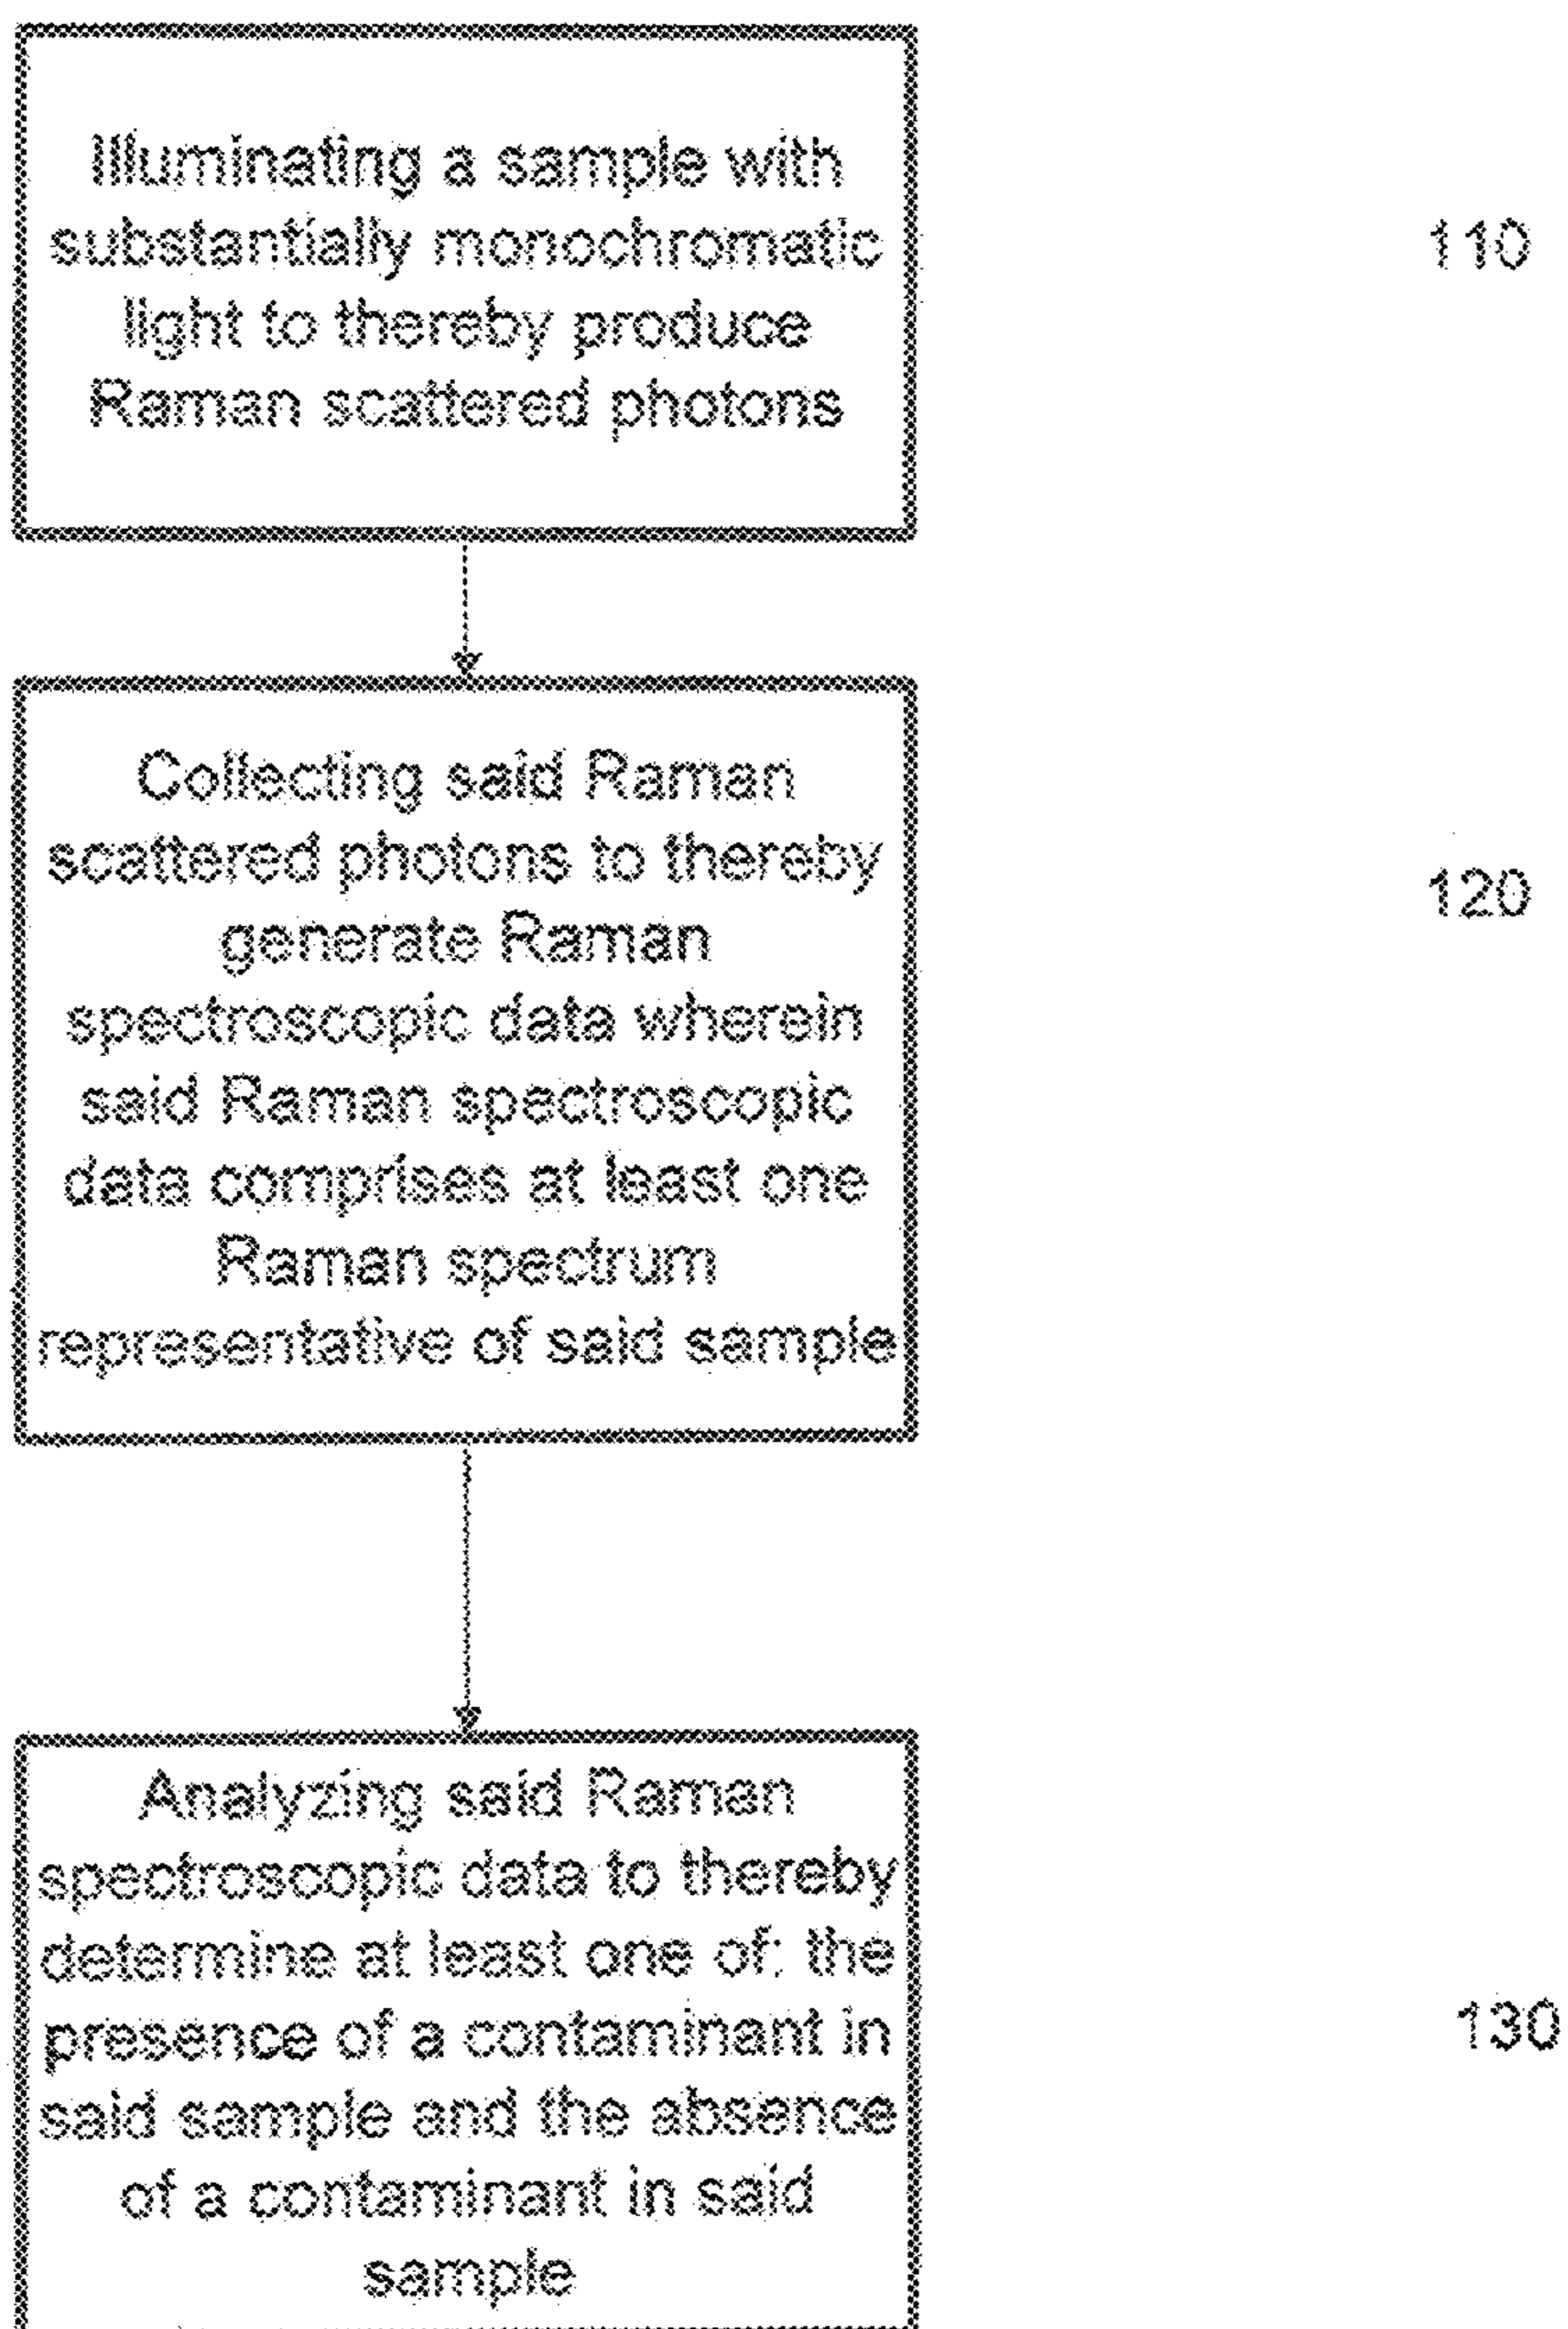 Illuminating a sample with
substantially monochromatic
light to thereby produce
Raman scattered photons
110
Collecting said Raman
scattered photons to thereby
generate Raman
spectroscopic data wherein
said Raman spectroscopic
data comprises at least one
Raman spectrum
representative of said sample
120
Analyzing said Raman
spectroscopic data to thereby
determine at least one of: the
presence of a contaminant in
said sample and the absence
of a contaminant in said
sample
130